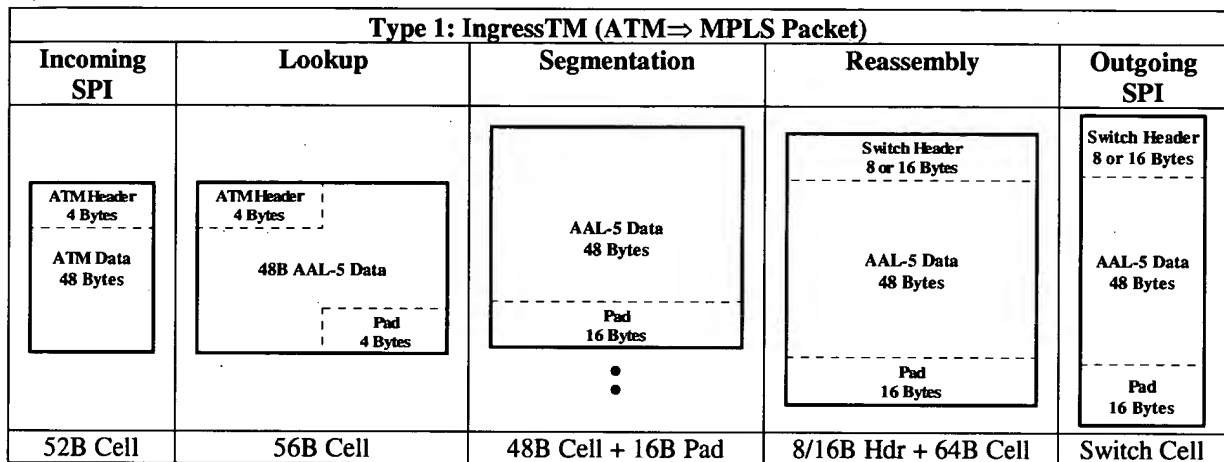 Type 1: IngressTM (ATM⇒ MPLS Packet)
Incoming SPI
Lookup
Segmentation
Reassembly
Outgoing SPI
ATM Header
4 Bytes
ATM Data
48 Bytes
ATM Header
4 Bytes
48B AAL-5 Data
Pad
4 Bytes
AAL-5 Data
48 Bytes
Pad
16 Bytes
Switch Header
8 or 16 Bytes
AAL-5 Data
48 Bytes
Pad
16 Bytes
Switch Header
8 or 16 Bytes
AAL-5 Data
48 Bytes
Pad
16 Bytes
52B Cell
56B Cell
48B Cell + 16B Pad
8/16B Hdr + 64B Cell
Switch Cell